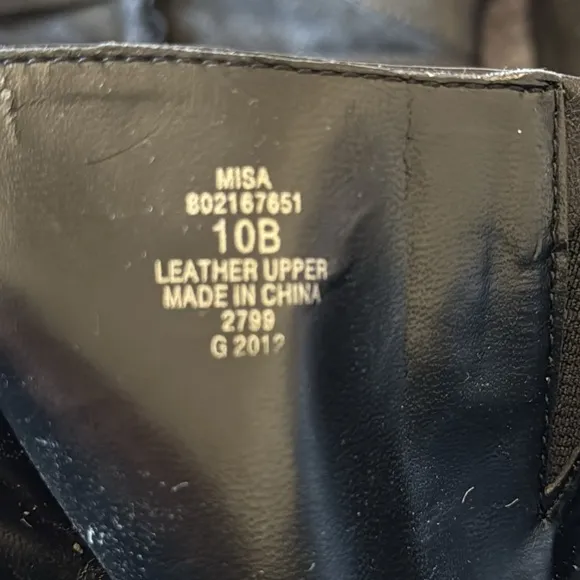 MISA
802167651
10B
LEATHER UPPER
MADE IN CHINA
2799
G 2012